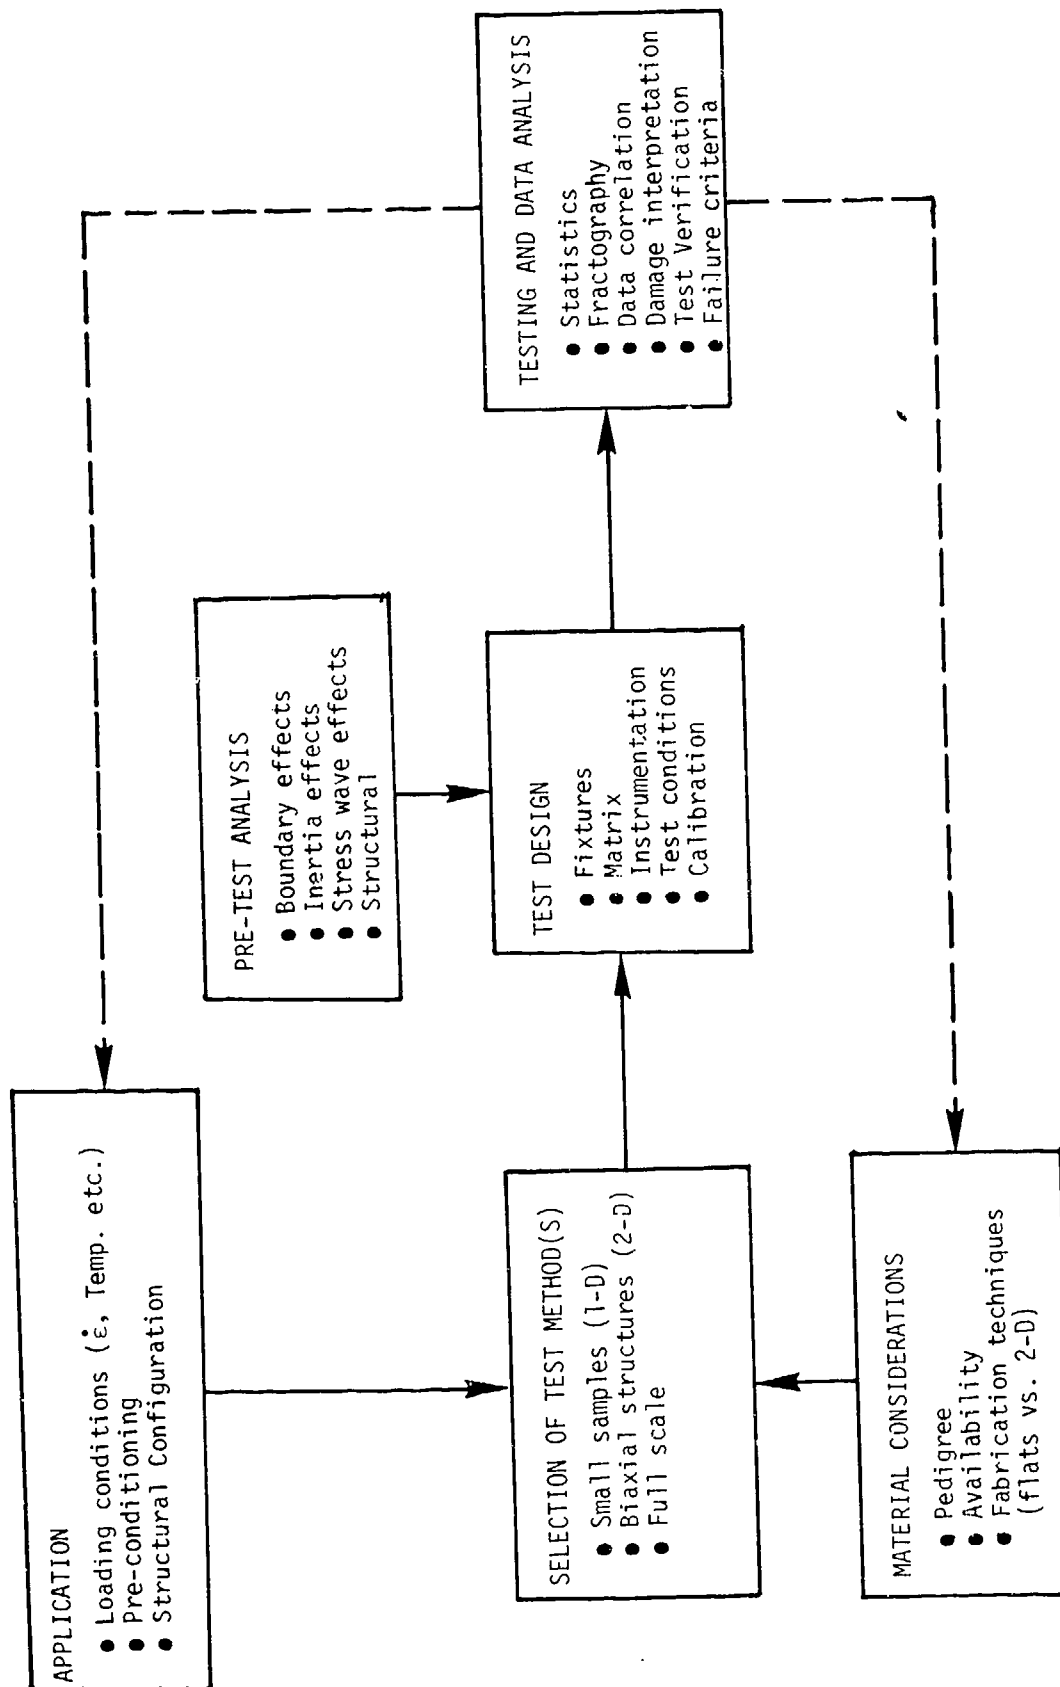 APPLICATION
● Loading conditions (ε̇, Temp. etc.)
● Pre-conditioning
● Structural Configuration
PRE-TEST ANALYSIS
● Boundary effects
● Inertia effects
● Stress wave effects
● Structural
SELECTION OF TEST METHOD(S)
● Small samples (1-D)
● Biaxial structures (2-D)
● Full scale
TEST DESIGN
● Fixtures
● Matrix
● Instrumentation
● Test conditions
● Calibration
TESTING AND DATA ANALYSIS
● Statistics
● Fractography
● Data correlation
● Damage interpretation
● Test Verification
● Failure criteria
MATERIAL CONSIDERATIONS
● Pedigree
● Availability
● Fabrication techniques
(flats vs. 2-D)